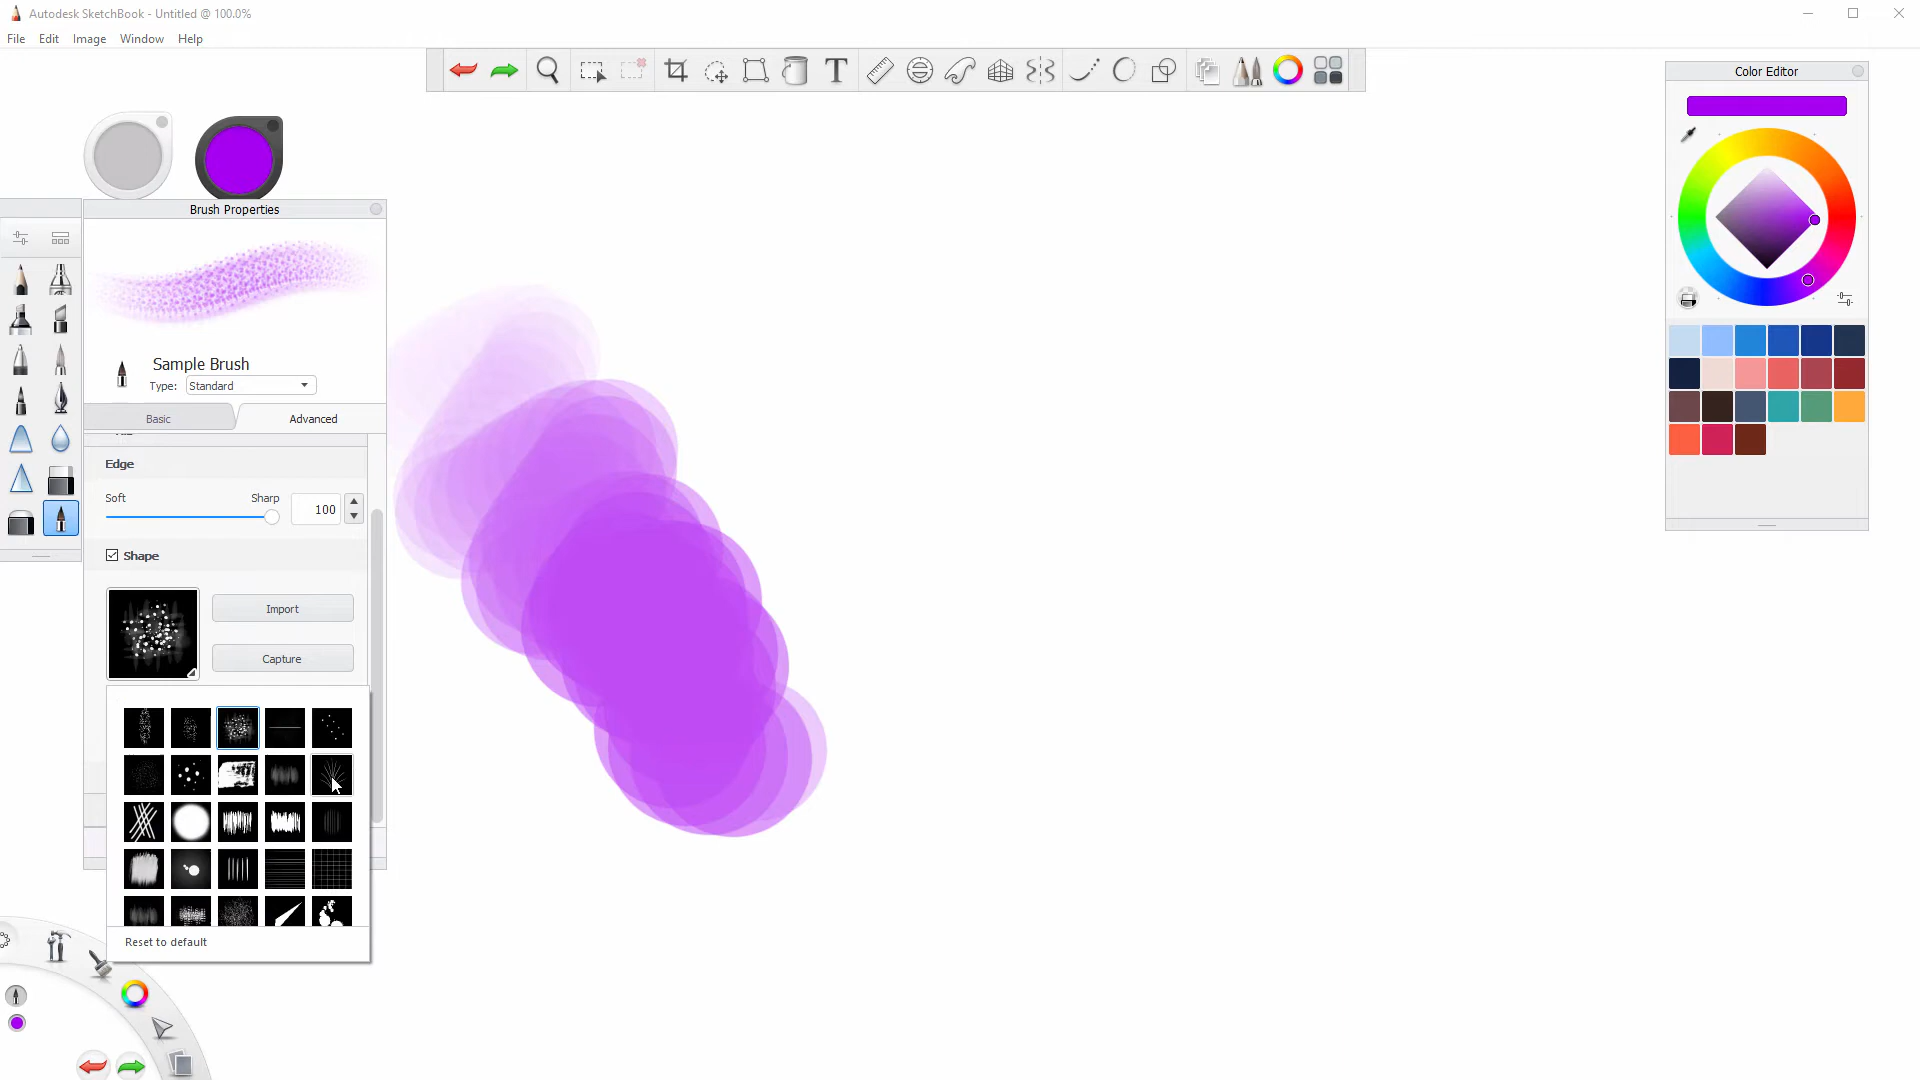 Autodesk SketchBook - Untitled @ 100.0%
File Edit Image Window Help
T
Color Editor
Brush Properties
Sample Brush
Type: Standard
Basic Advanced
Edge
Soft Sharp
100
Shape
Import
Capture
Reset to default